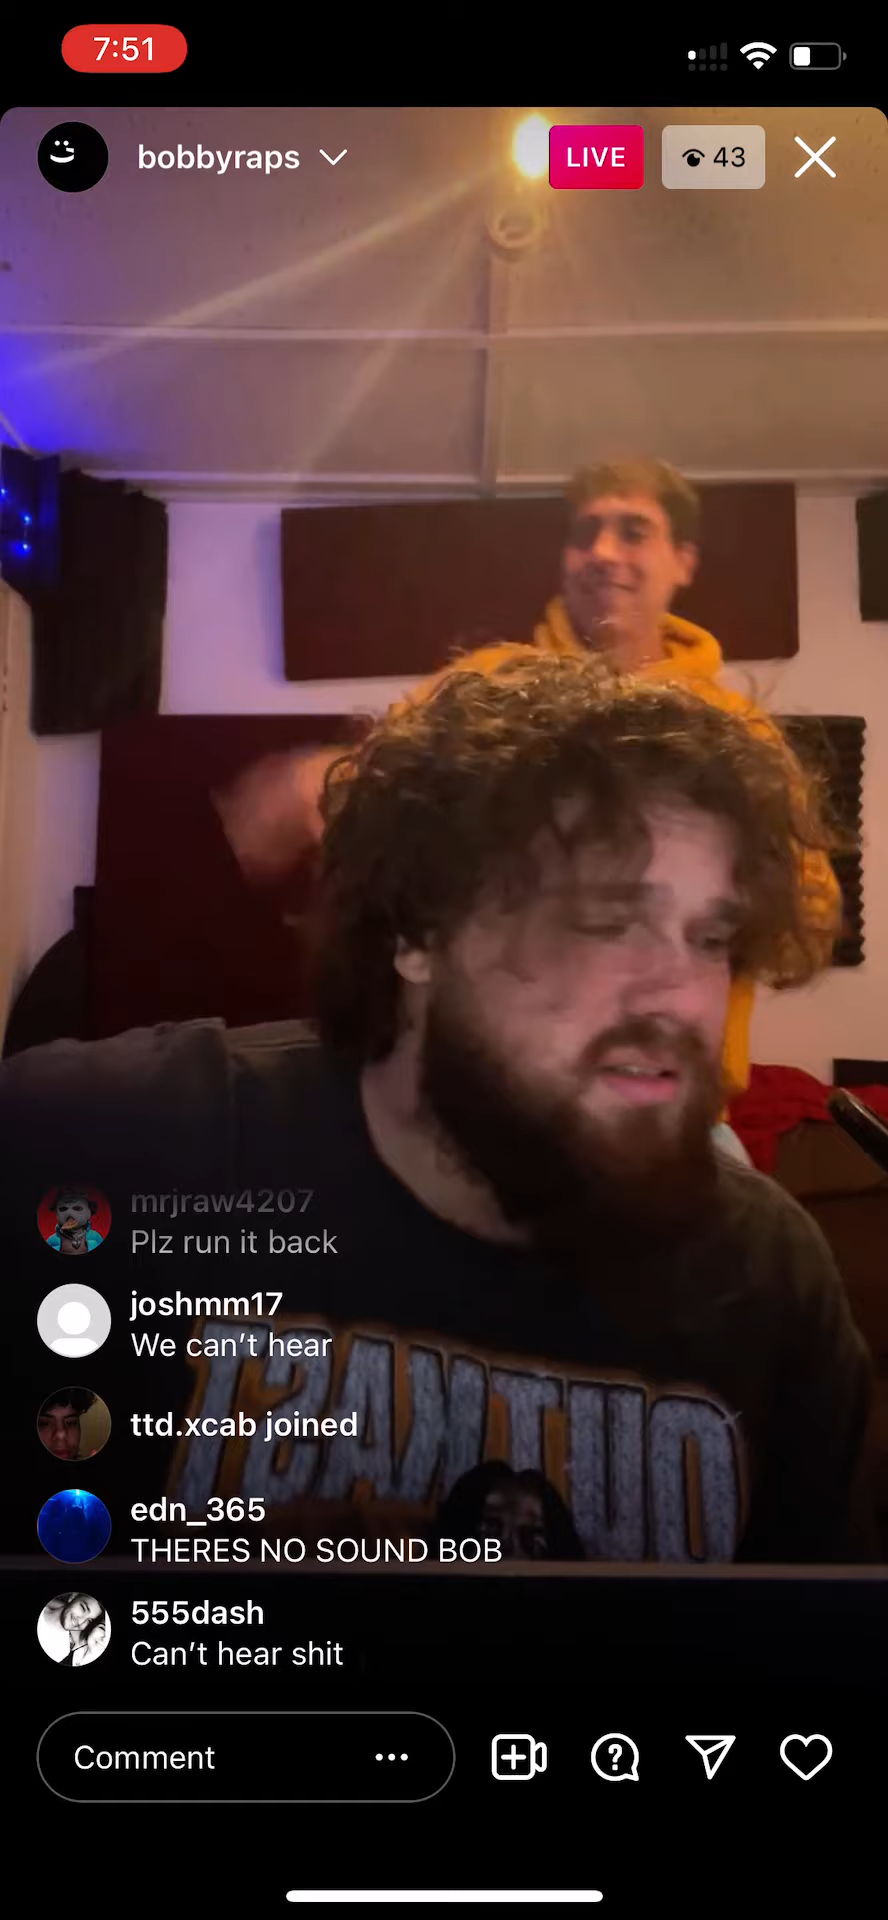 7:51
bobbyraps
LIVE
43
mrjraw4207
Plz run it back
joshmm17
We can't hear
ttd.xcab joined
edn_365
THERES NO SOUND BOB
555dash
Can't hear shit
OUTKAST
Comment